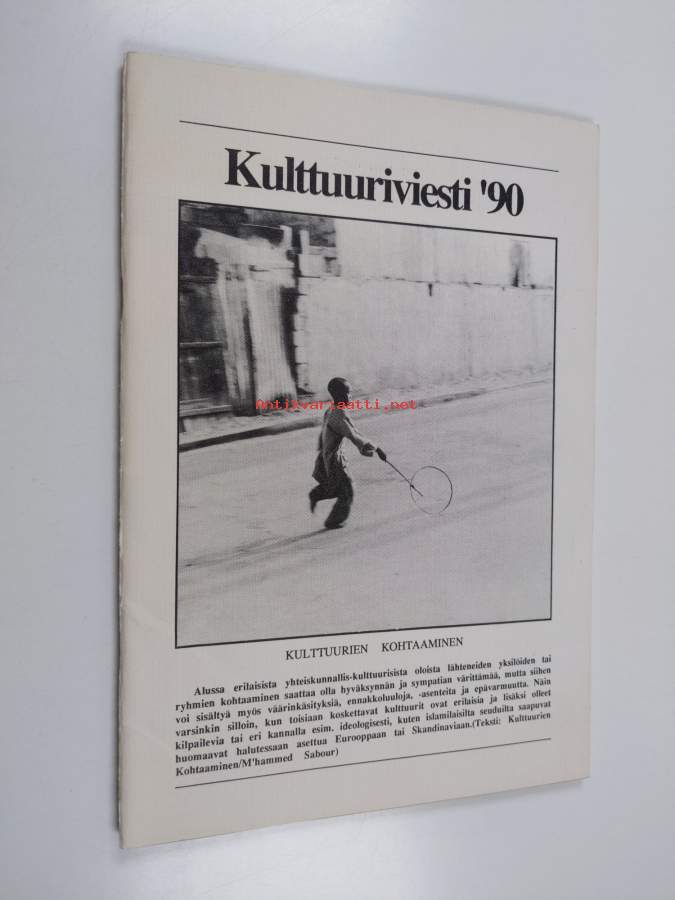 Kulttuuriviesti '90
Antikvariaatti.net
KULTTUURIEN KOHTAAMINEN
Alussa erilaisista yhteiskunnallis-kulttuurisista oloista lähteneiden yksilöiden tai
ryhmien kohtaaminen saattaa olla hyväksynnän ja sympatian värittämää, mutta siihen
voi sisältyä myös väärinkäsityksiä, ennakkoluuloja, -asenteita ja epävarmuutta. Näin
varsinkin silloin, kun toisiaan koskettavat kulttuurit ovat erilaisia ja lisäksi olleet
kilpailevia tai eri kannalla esim. ideologisesti, kuten islamilaisilta seuduilta saapuvat
huomaavat halutessaan asettua Eurooppaan tai Skandinaviaan.(Teksti: Kulttuurien
Kohtaaminen/M'hammed Sabour)